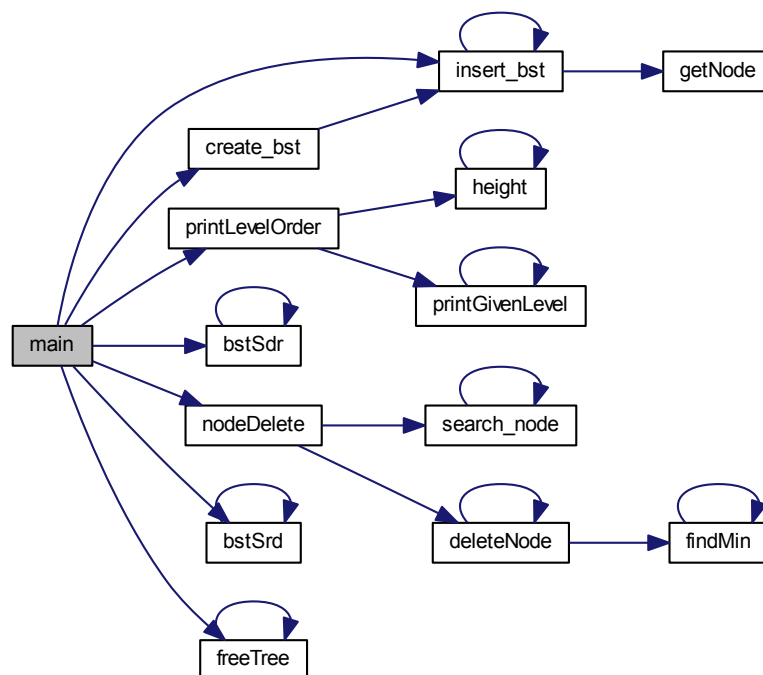 insert_bst
getNode
create_bst
height
printLevelOrder
printGivenLevel
main
bstSdr
nodeDelete
search_node
bstSrd
deleteNode
findMin
freeTree